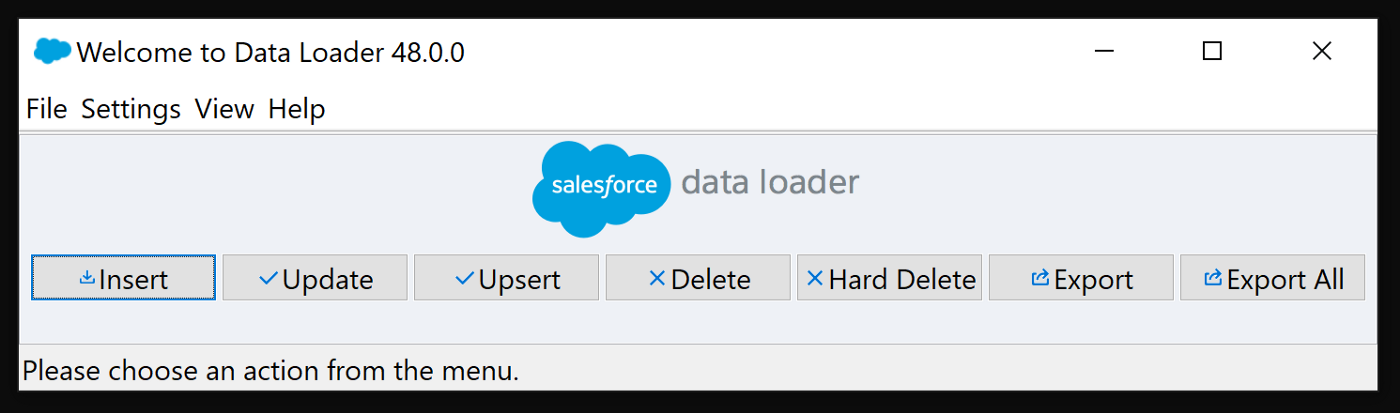 Welcome to Data Loader 48.0.0
File Settings View Help
salesforce data loader
Insert Update Upsert Delete Hard Delete Export Export All
Please choose an action from the menu.